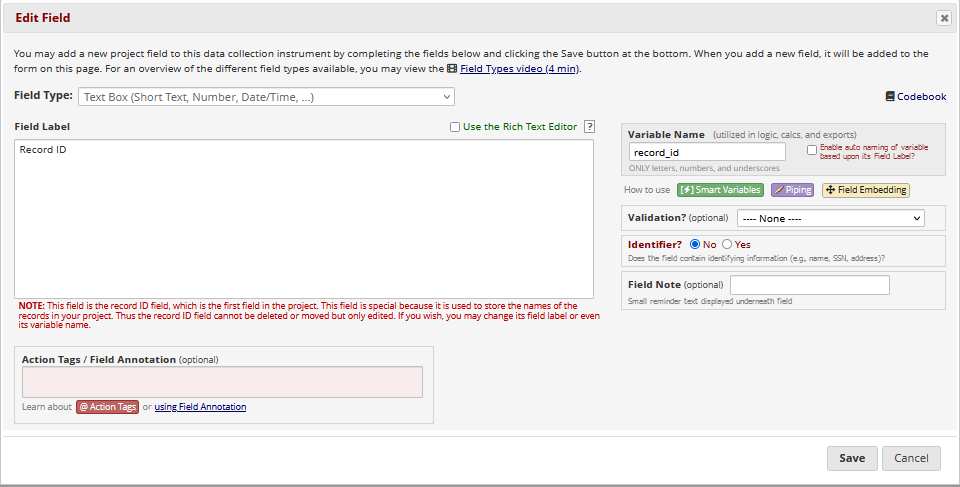 Edit Field
You may add a new project field to this data collection instrument by completing the fields below and clicking the Save button at the bottom. When you add a new field, it will be added to the
form on this page. For an overview of the different field types available, you may view the Field Types video (4 min).
Field Type: Text Box (Short Text, Number, Date/Time, ...)
Codebook
Field Label
Use the Rich Text Editor ?
Record ID
NOTE: This field is the record ID field, which is the first field in the project. This field is special because it is used to store the names of the
records in your project. Thus the record ID field cannot be deleted or moved but only edited. If you wish, you may change its field label or even
its variable name.
Variable Name (utilized in logic, calcs, and exports)
record_id
Enable auto naming of variable
based upon its Field Label?
ONLY letters, numbers, and underscores
How to use [⚡] Smart Variables Piping Field Embedding
Validation? (optional) ---- None ----
Identifier? No Yes
Does the field contain identifying information (e.g., name, SSN, address)?
Field Note (optional)
Small reminder text displayed underneath field
Action Tags / Field Annotation (optional)
Learn about @ Action Tags or using Field Annotation
Save Cancel